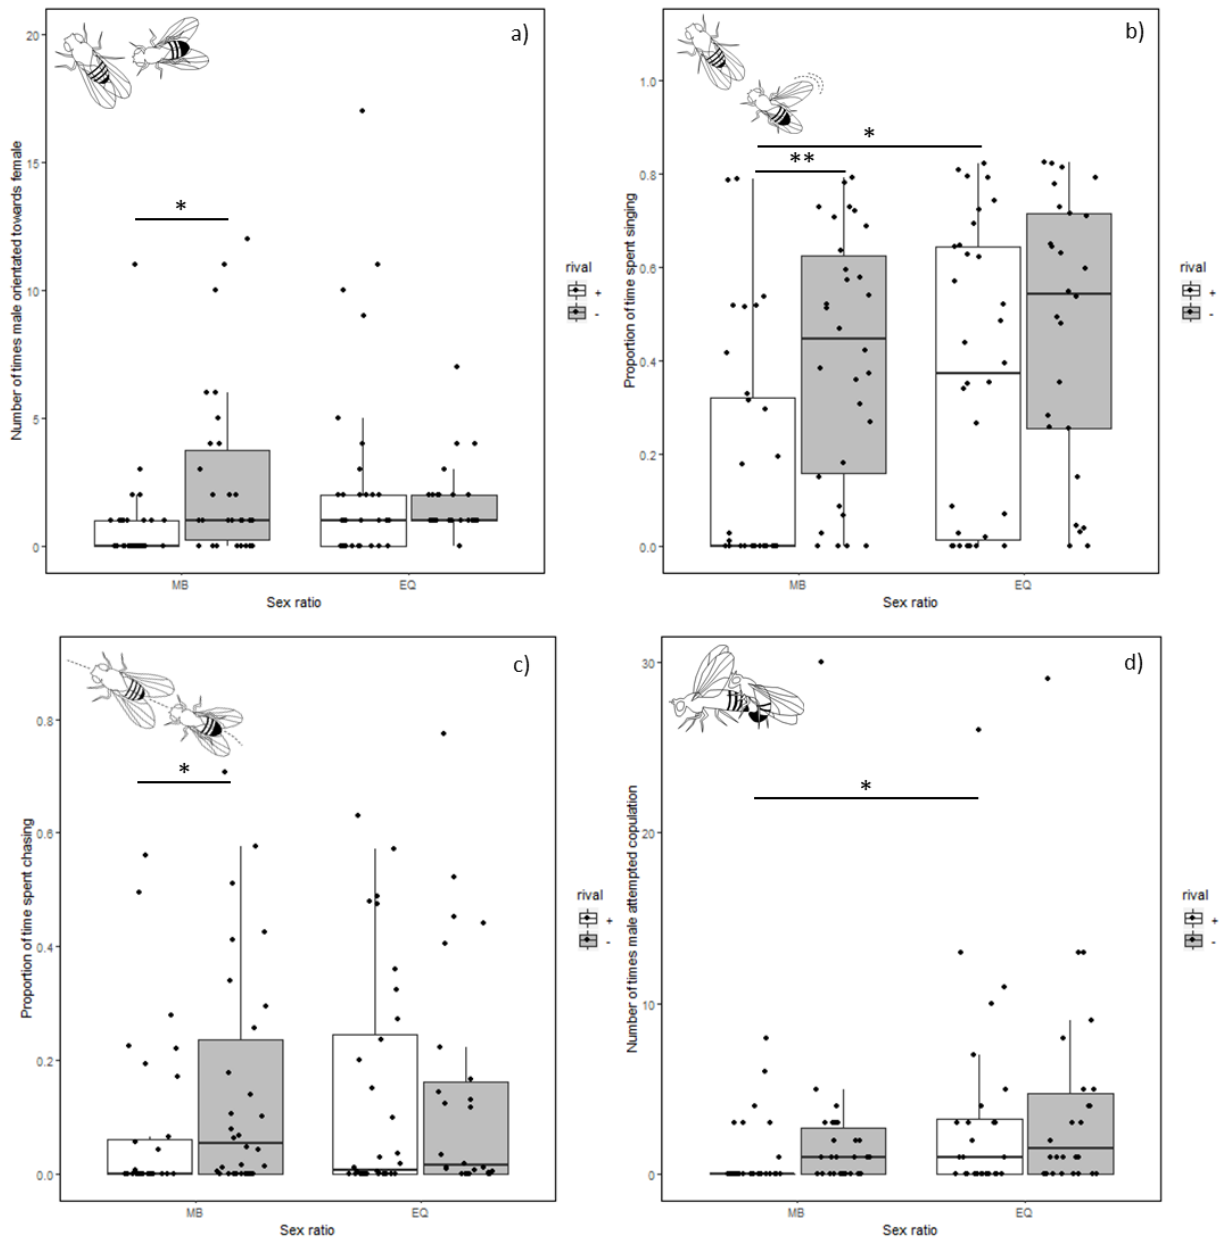 a)
Number of times male orientated towards female
20
15
10
5
0
*
MB
EQ
Sex ratio
rival
+
-
b)
Proportion of time spent singing
1.0
0.8
0.6
0.4
0.2
0.0
*
**
MB
EQ
Sex ratio
rival
+
-
c)
Proportion of time spent chasing
0.8
0.6
0.4
0.2
0.0
*
MB
EQ
Sex ratio
rival
+
-
d)
Number of times male attempted copulation
30
20
10
0
*
MB
EQ
Sex ratio
rival
+
-